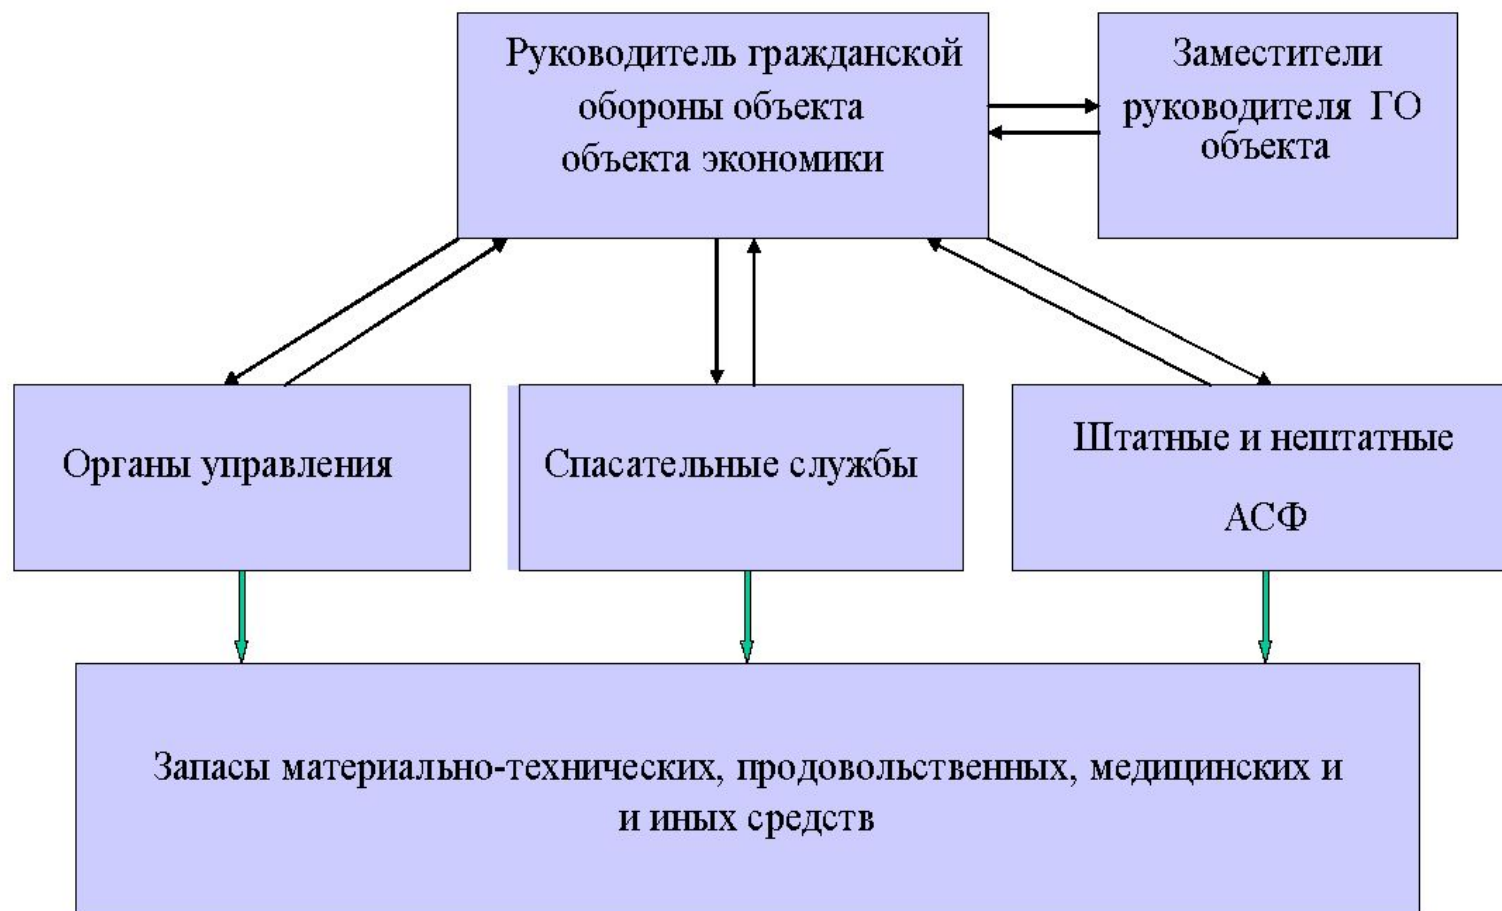 Руководитель гражданской
обороны объекта
объекта экономики
Заместители
руководителя ГО
объекта
Органы управления
Спасательные службы
Штатные и нештатные
АСФ
Запасы материально-технических, продовольственных, медицинских и
и иных средств